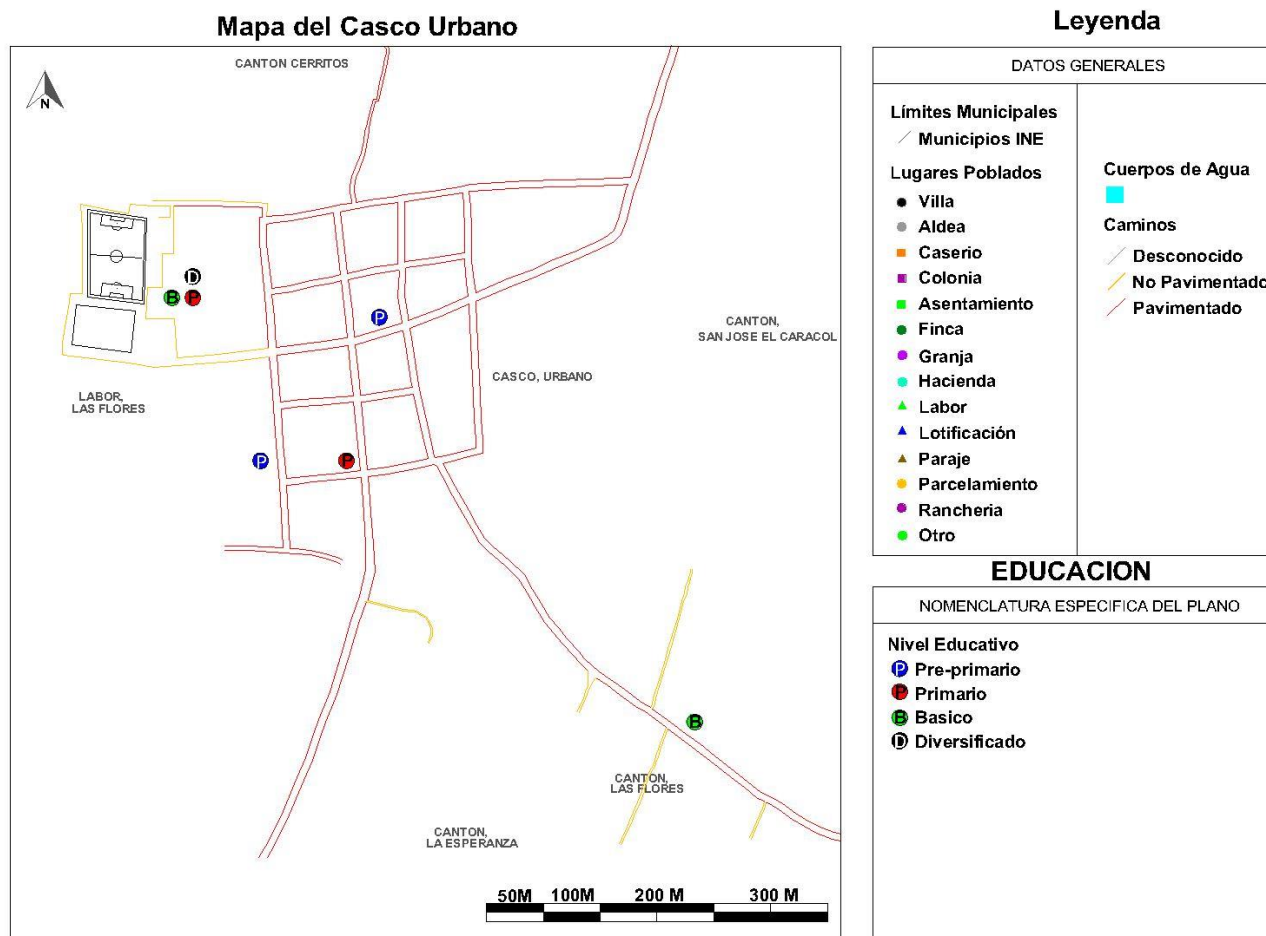 Mapa del Casco Urbano
CANTON CERRITOS
N
D
B P
P
CANTON,
SAN JOSE EL CARACOL
CASCO, URBANO
LABOR,
LAS FLORES
P
P
B
CANTON,
LAS FLORES
CANTON,
LA ESPERANZA
50M 100M 200 M 300 M
Leyenda
DATOS GENERALES
Límites Municipales
Municipios INE
Lugares Poblados
Villa
Aldea
Caserio
Colonia
Asentamiento
Finca
Granja
Hacienda
Labor
Lotificación
Paraje
Parcelamiento
Rancheria
Otro
Cuerpos de Agua
Caminos
Desconocido
No Pavimentado
Pavimentado
EDUCACION
NOMENCLATURA ESPECIFICA DEL PLANO
Nivel Educativo
P Pre-primario
P Primario
B Basico
D Diversificado